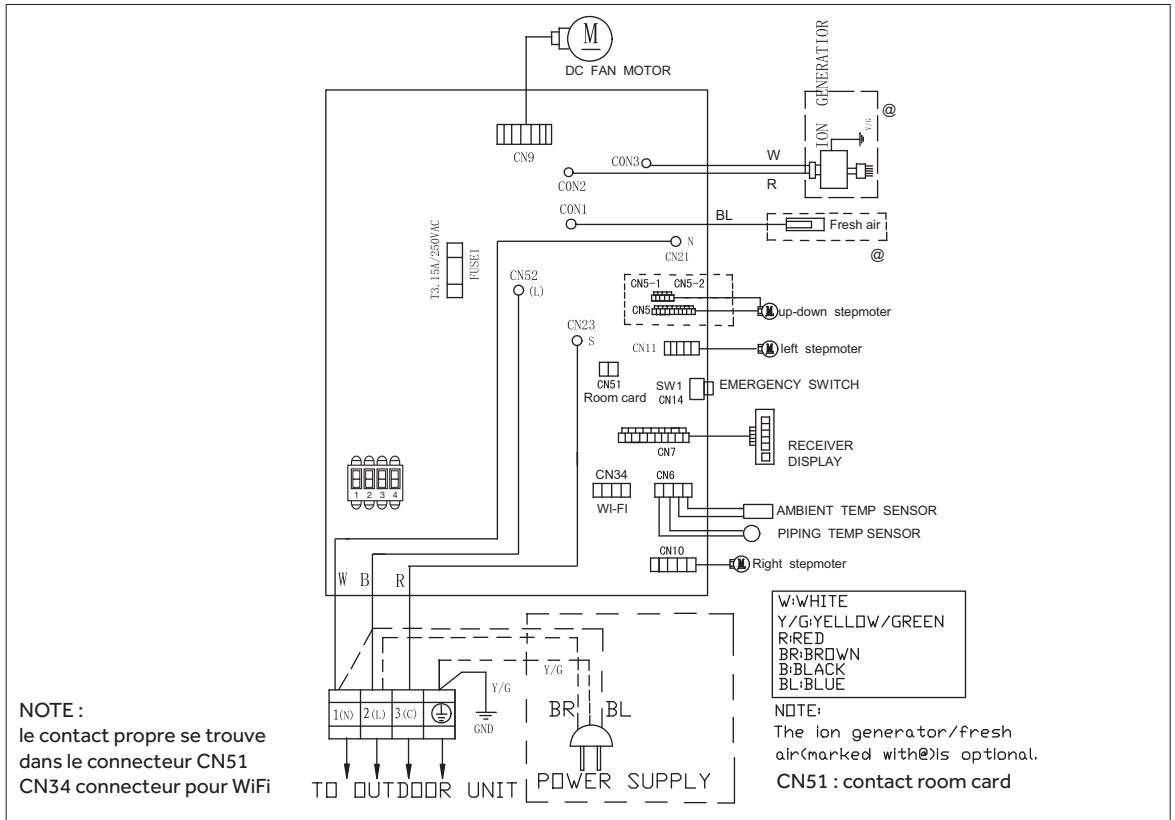 M
DC FAN MOTOR
ION GENERATIOR
@
Y/G
CN9
CON3
W
CON2
R
CON1
BL
Fresh air
@
N
CN21
T3.15A/250VAC
FUSE1
CN52
(L)
CN5-1 CN5-2
CN5
M up-down stepmoter
CN23
S
CN11
M left stepmoter
CN51
Room card
SW1
CN14
EMERGENCY SWITCH
CN7
RECEIVER
DISPLAY
1 2 3 4
CN34
WI-FI
CN6
AMBIENT TEMP SENSOR
PIPING TEMP SENSOR
CN10
M Right stepmoter
W B R
W:WHITE
Y/G:YELLOW/GREEN
R:RED
BR:BROWN
B:BLACK
BL:BLUE
Y/G
Y/G
1(N) 2(L) 3(C)
GND
BR BL
POWER SUPPLY
TO OUTDOOR UNIT
NOTE :
le contact propre se trouve
dans le connecteur CN51
CN34 connecteur pour WiFi
NOTE:
The ion generator/fresh
air(marked with@)is optional.
CN51 : contact room card